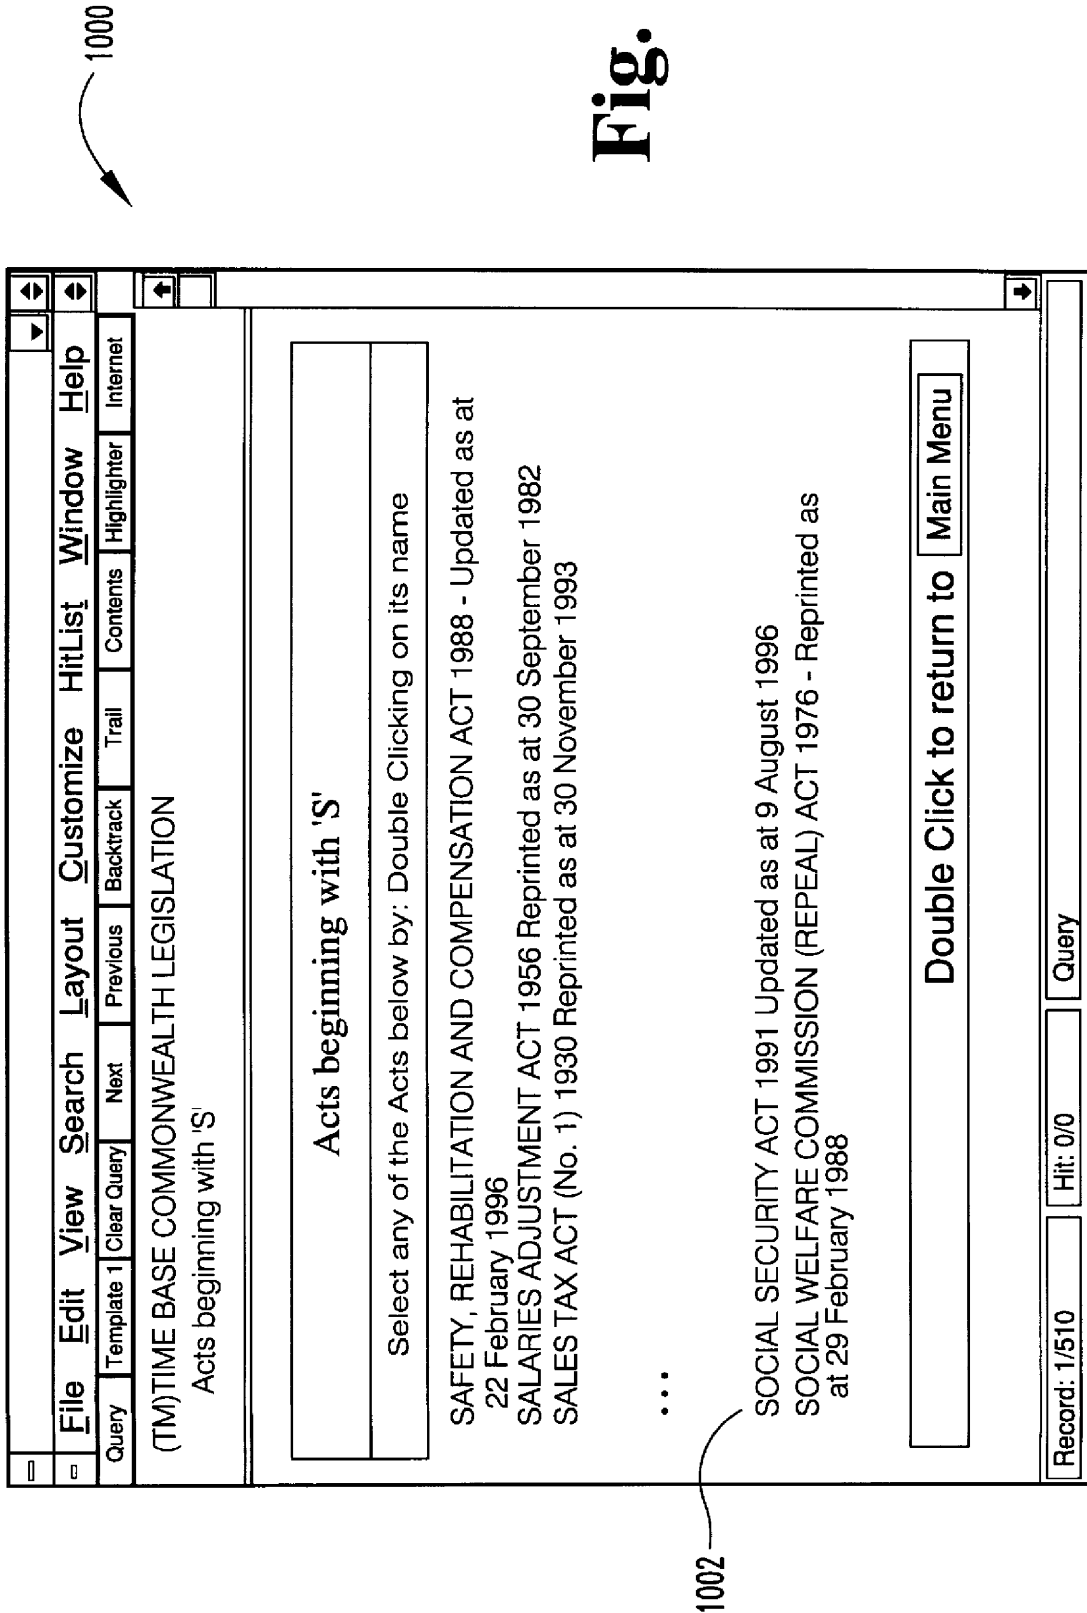 1000
File Edit View Search Layout Customize HitList Window Help
Query Template 1 Clear Query Next Previous Backtrack Trail Contents Highlighter Internet
(TM)TIME BASE COMMONWEALTH LEGISLATION
Acts beginning with 'S'
Acts beginning with 'S'
Select any of the Acts below by: Double Clicking on its name
SAFETY, REHABILITATION AND COMPENSATION ACT 1988 - Updated as at
22 February 1996
SALARIES ADJUSTMENT ACT 1956 Reprinted as at 30 September 1982
SALES TAX ACT (No. 1) 1930 Reprinted as at 30 November 1993
...
1002
SOCIAL SECURITY ACT 1991 Updated as at 9 August 1996
SOCIAL WELFARE COMMISSION (REPEAL) ACT 1976 - Reprinted as
at 29 February 1988
Double Click to return to Main Menu
Record: 1/510 Hit: 0/0 Query
Fig.